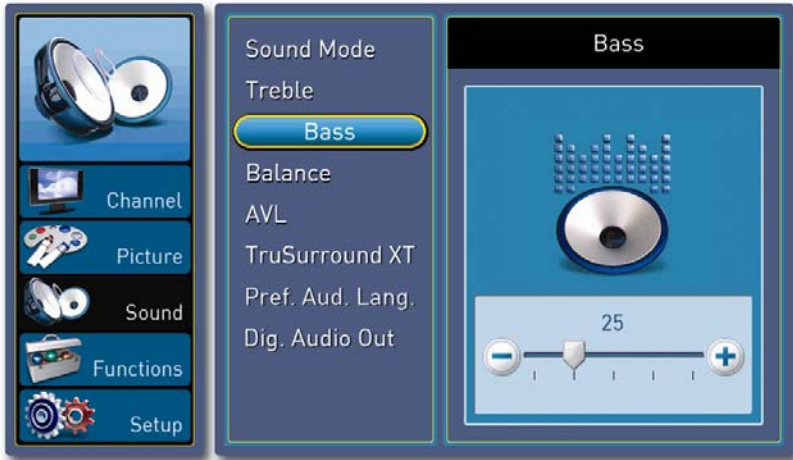 Channel
Picture
Sound
Functions
Setup
Sound Mode
Treble
Bass
Balance
AVL
TruSurround XT
Pref. Aud. Lang.
Dig. Audio Out
Bass
25